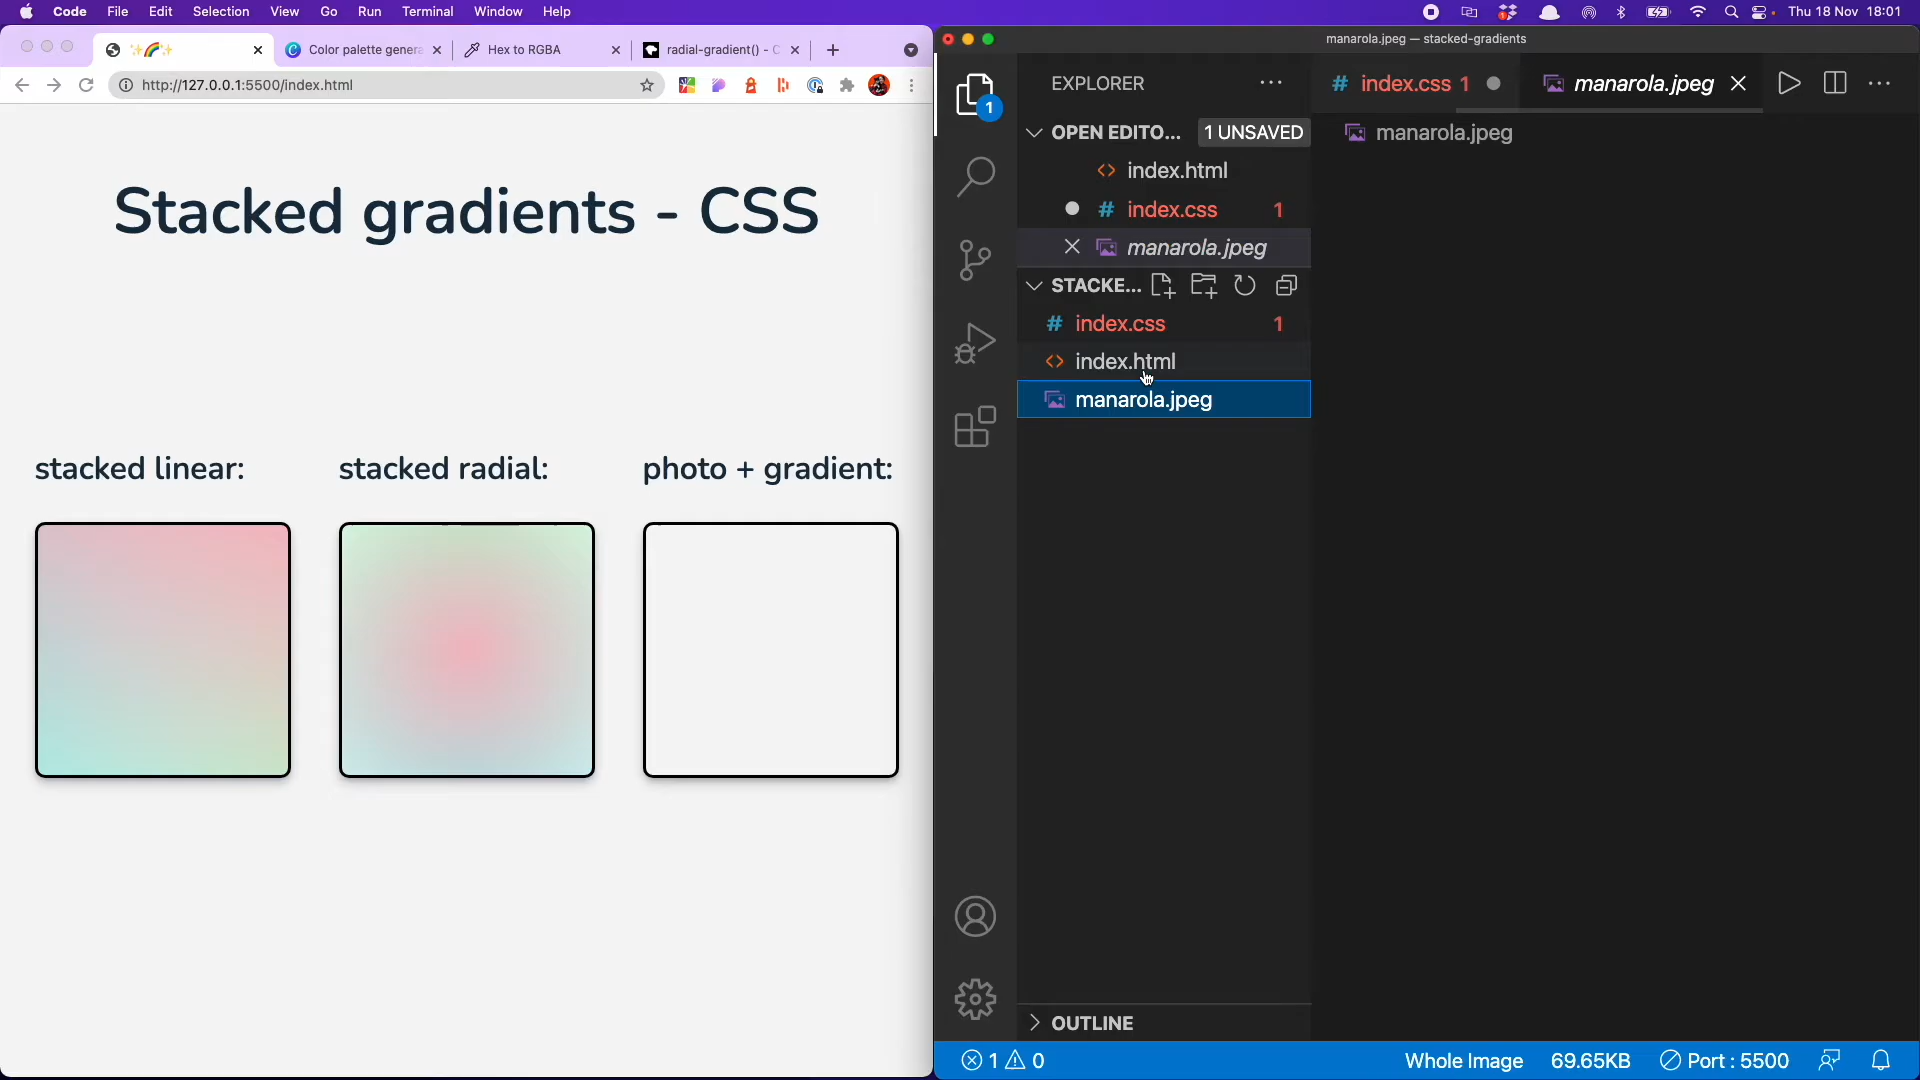 Code File Edit Selection View Go Run Terminal Window Help Thu 18 Nov 18:01
Color palette genera Hex to RGBA radial-gradient() - C
http://127.0.0.1:5500/index.html
Stacked gradients - CSS
stacked linear: stacked radial: photo + gradient:
manarola.jpeg — stacked-gradients
EXPLORER
index.css 1 manarola.jpeg
OPEN EDITO... 1 UNSAVED
manarola.jpeg
index.html
index.css 1
manarola.jpeg
STACKE...
index.css 1
index.html
manarola.jpeg
1
OUTLINE
1 0 Whole Image 69.65KB Port : 5500